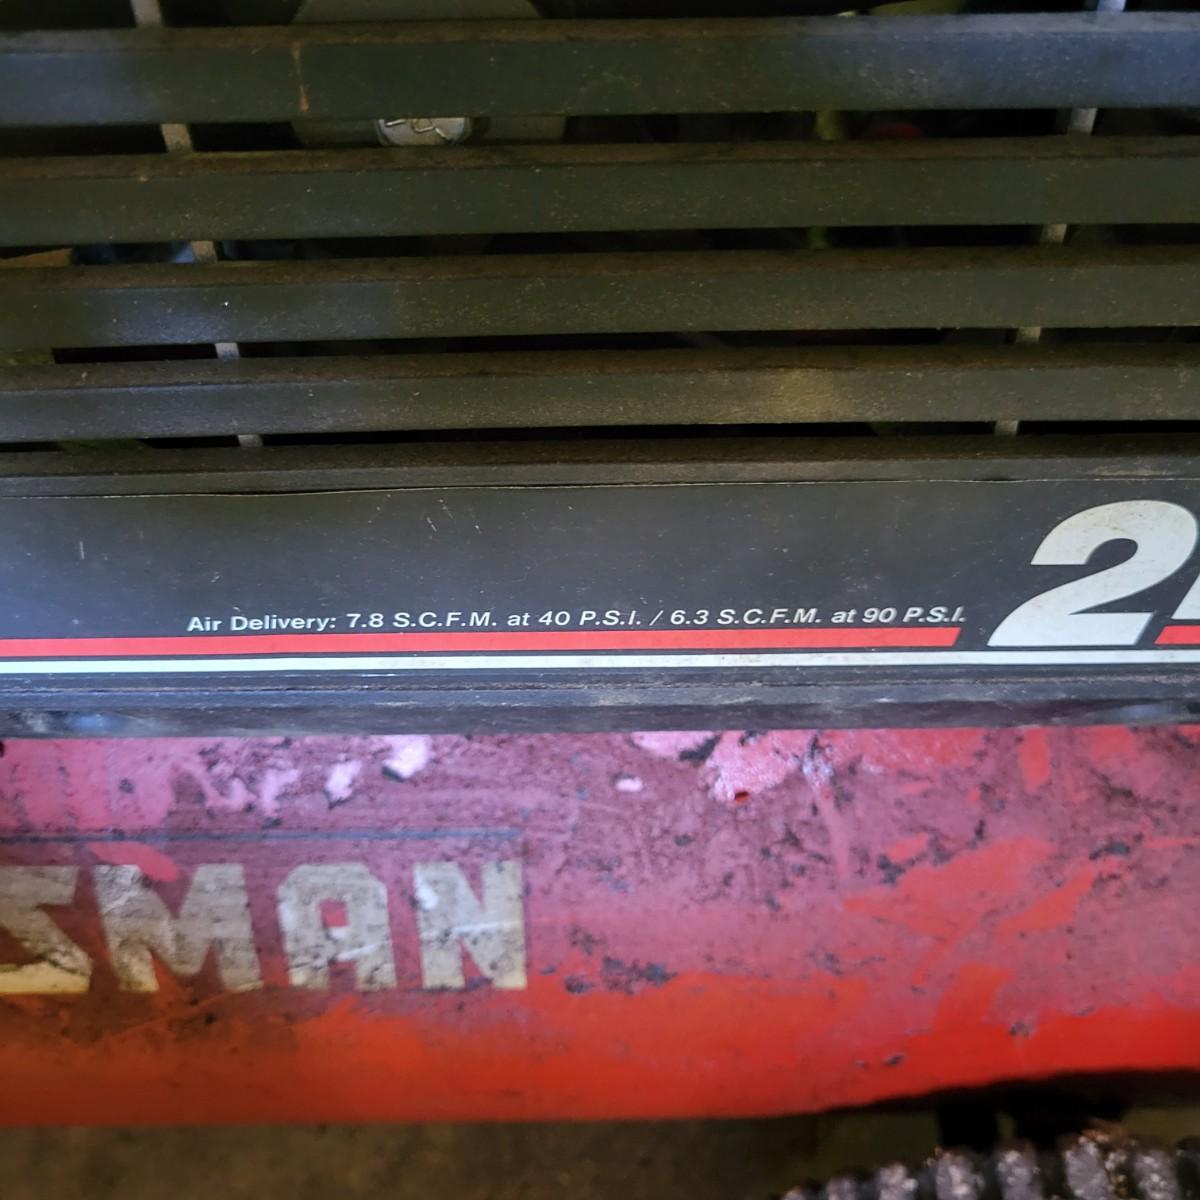 Air Delivery: 7.8 S.C.F.M. at 40 P.S.I. / 6.3 S.C.F.M. at 90 P.S.I.
2
SMAN